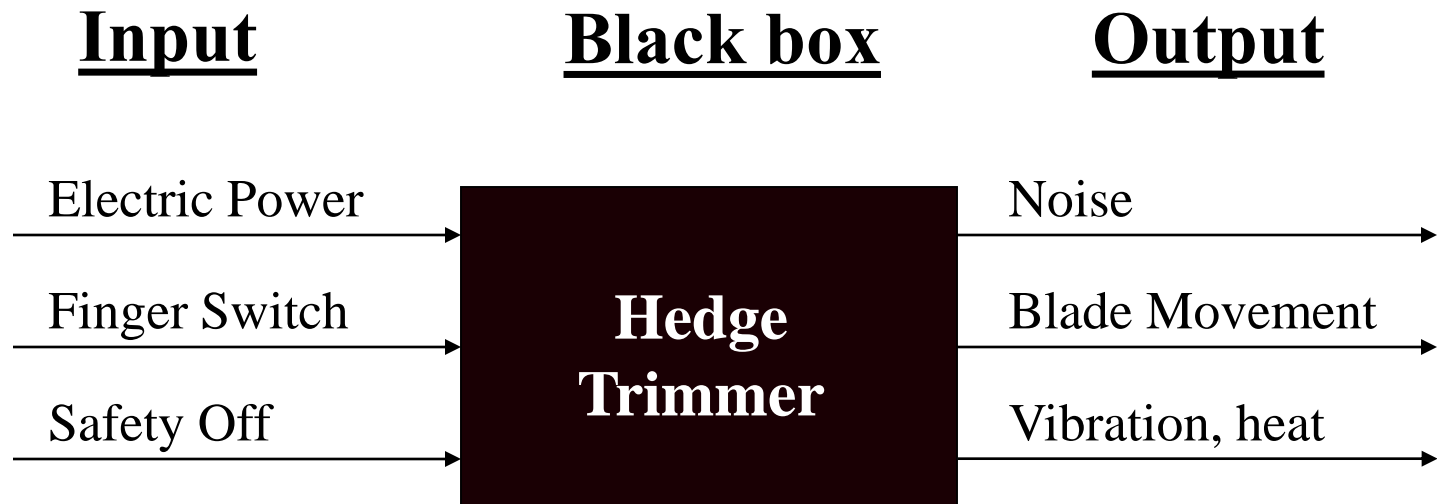 Input
Black box
Output
Electric Power
Noise
Finger Switch
Hedge
Trimmer
Blade Movement
Safety Off
Vibration, heat